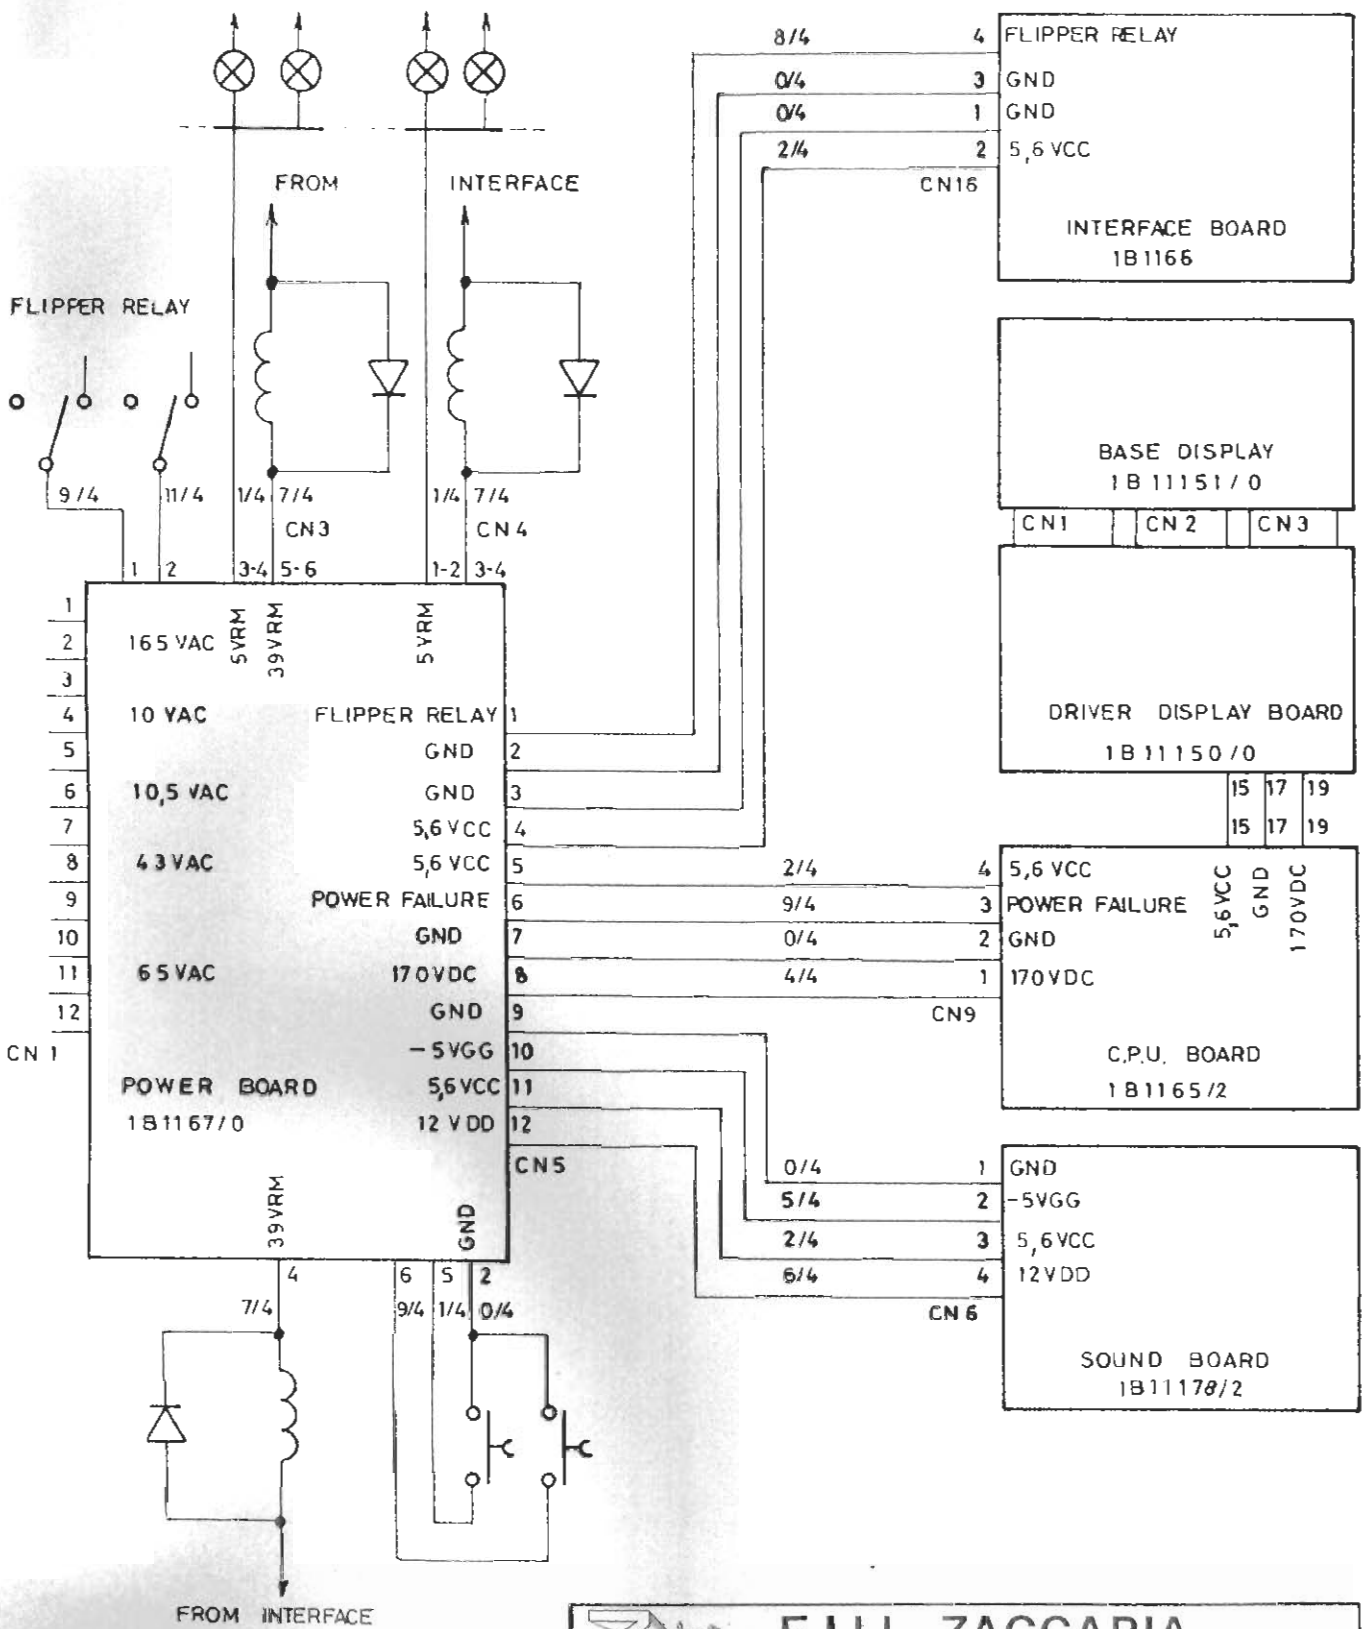 8/4 4 FLIPPER RELAY
0/4 3 GND
0/4 1 GND
2/4 2 5,6 VCC
CN16
INTERFACE BOARD
1B1166
FROM INTERFACE
FLIPPER RELAY
9/4 11/4 1/4 7/4 1/4 7/4
CN3 CN4
1 2 3-4 5-6 1-2 3-4
BASE DISPLAY
1B11151/0
CN1 CN2 CN3
DRIVER DISPLAY BOARD
1B11150/0
15 17 19
15 17 19
1
2 165 VAC
3
4 10 VAC
5
6 10,5 VAC
7
8 43 VAC
9
10
11 65 VAC
12
CN 1
5VRM 39VRM 5VRM
FLIPPER RELAY 1
GND 2
GND 3
5,6 VCC 4
5,6 VCC 5
POWER FAILURE 6
GND 7
170VDC 8
GND 9
-5VGG 10
5,6VCC 11
12 VDD 12
CN5
POWER BOARD
1B1167/0
39VRM GND
2/4 4 5,6 VCC
9/4 3 POWER FAILURE
0/4 2 GND
4/4 1 170VDC
CN9
5,6VCC GND 170VDC
C.P.U. BOARD
1B1165/2
0/4 1 GND
5/4 2 -5VGG
2/4 3 5,6VCC
6/4 4 12VDD
CN6
SOUND BOARD
1B11178/2
4 6 5 2
7/4 9/4 1/4 0/4
FROM INTERFACE
ZACCARIA